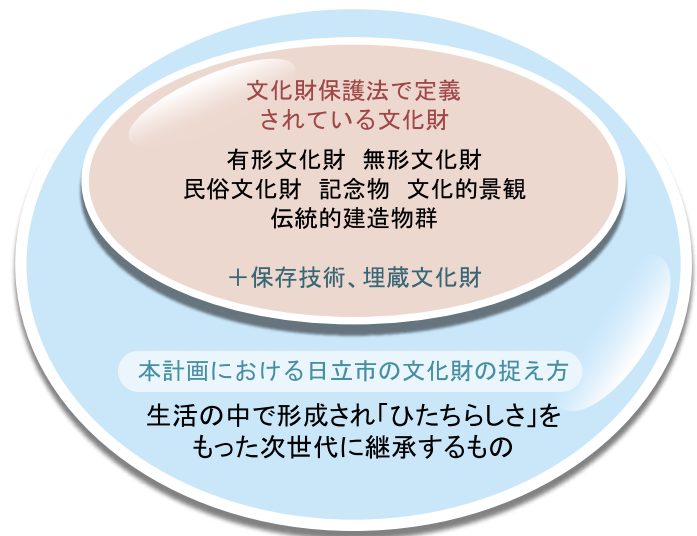 文化財保護法で定義
されている文化財
有形文化財　無形文化財
民俗文化財　記念物　文化的景観
伝統的建造物群
＋保存技術、埋蔵文化財
本計画における日立市の文化財の捉え方
生活の中で形成され「ひたちらしさ」を
もった次世代に継承するもの